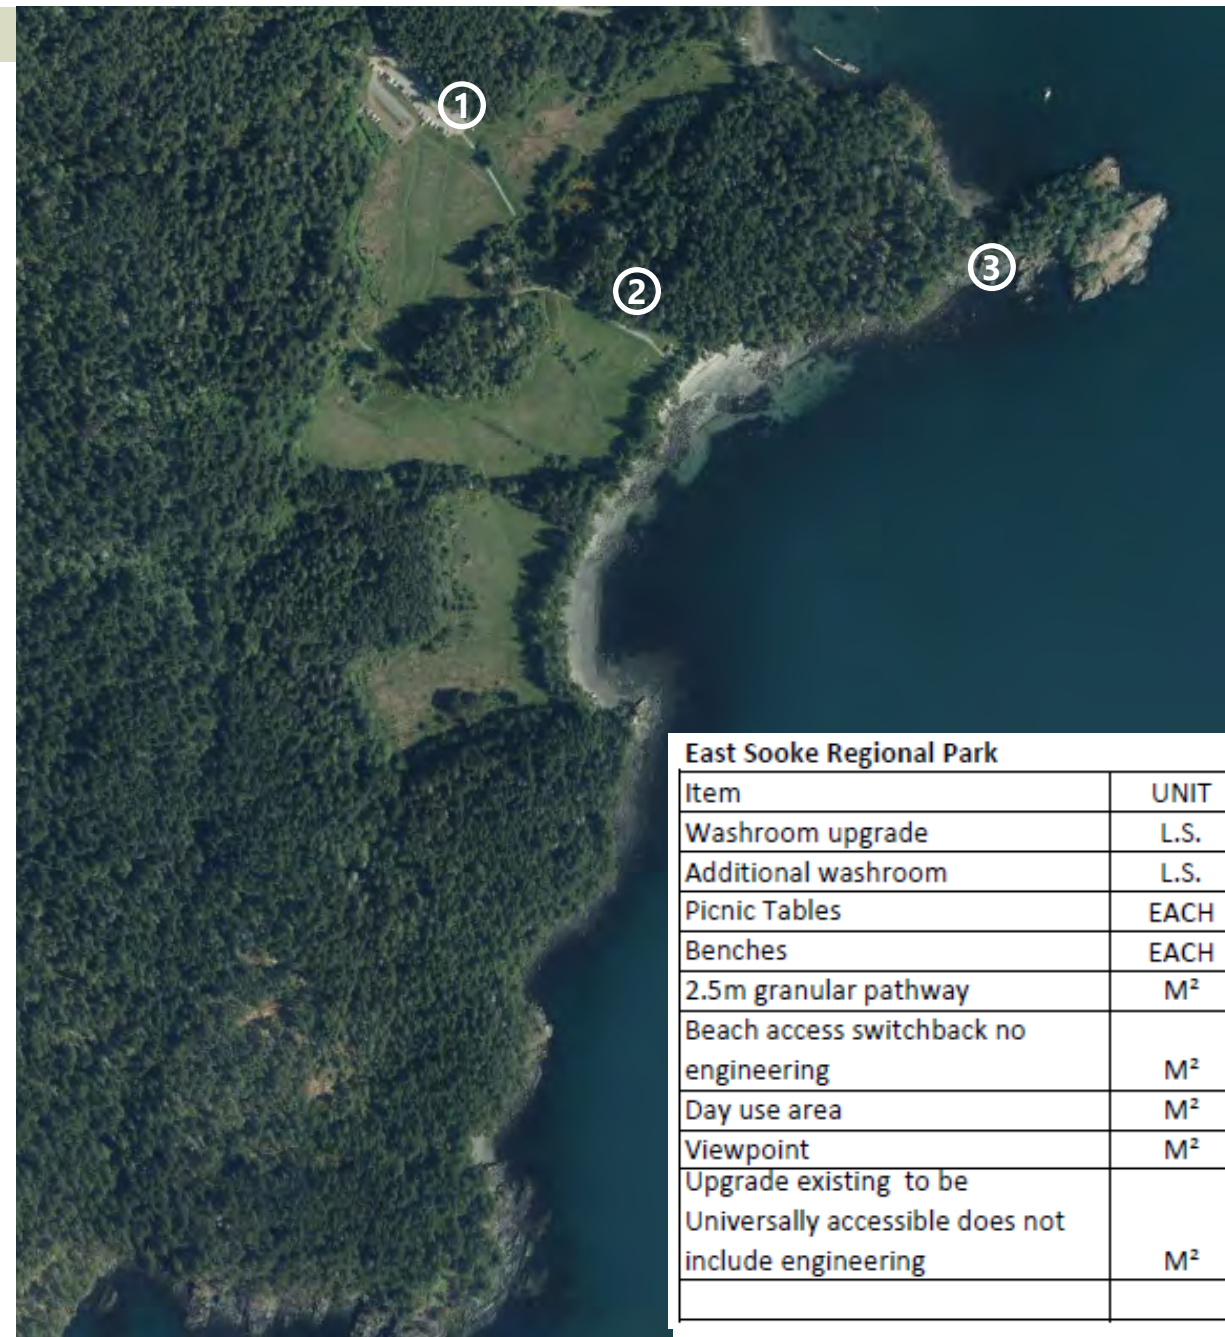 1
2
3
East Sooke Regional Park
Item UNIT
Washroom upgrade L.S.
Additional washroom L.S.
Picnic Tables EACH
Benches EACH
2.5m granular pathway M²
Beach access switchback no
engineering M²
Day use area M²
Viewpoint M²
Upgrade existing to be
Universally accessible does not
include engineering M²